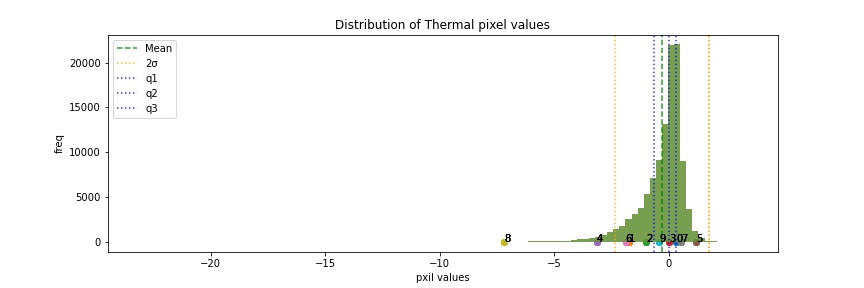 Distribution of Thermal pixel values
Mean
2σ
q1
q2
q3
20000
15000
10000
5000
0
freq
8 4 6 1 2 9 3 0 7 5
−20 −15 −10 −5 0
pxil values